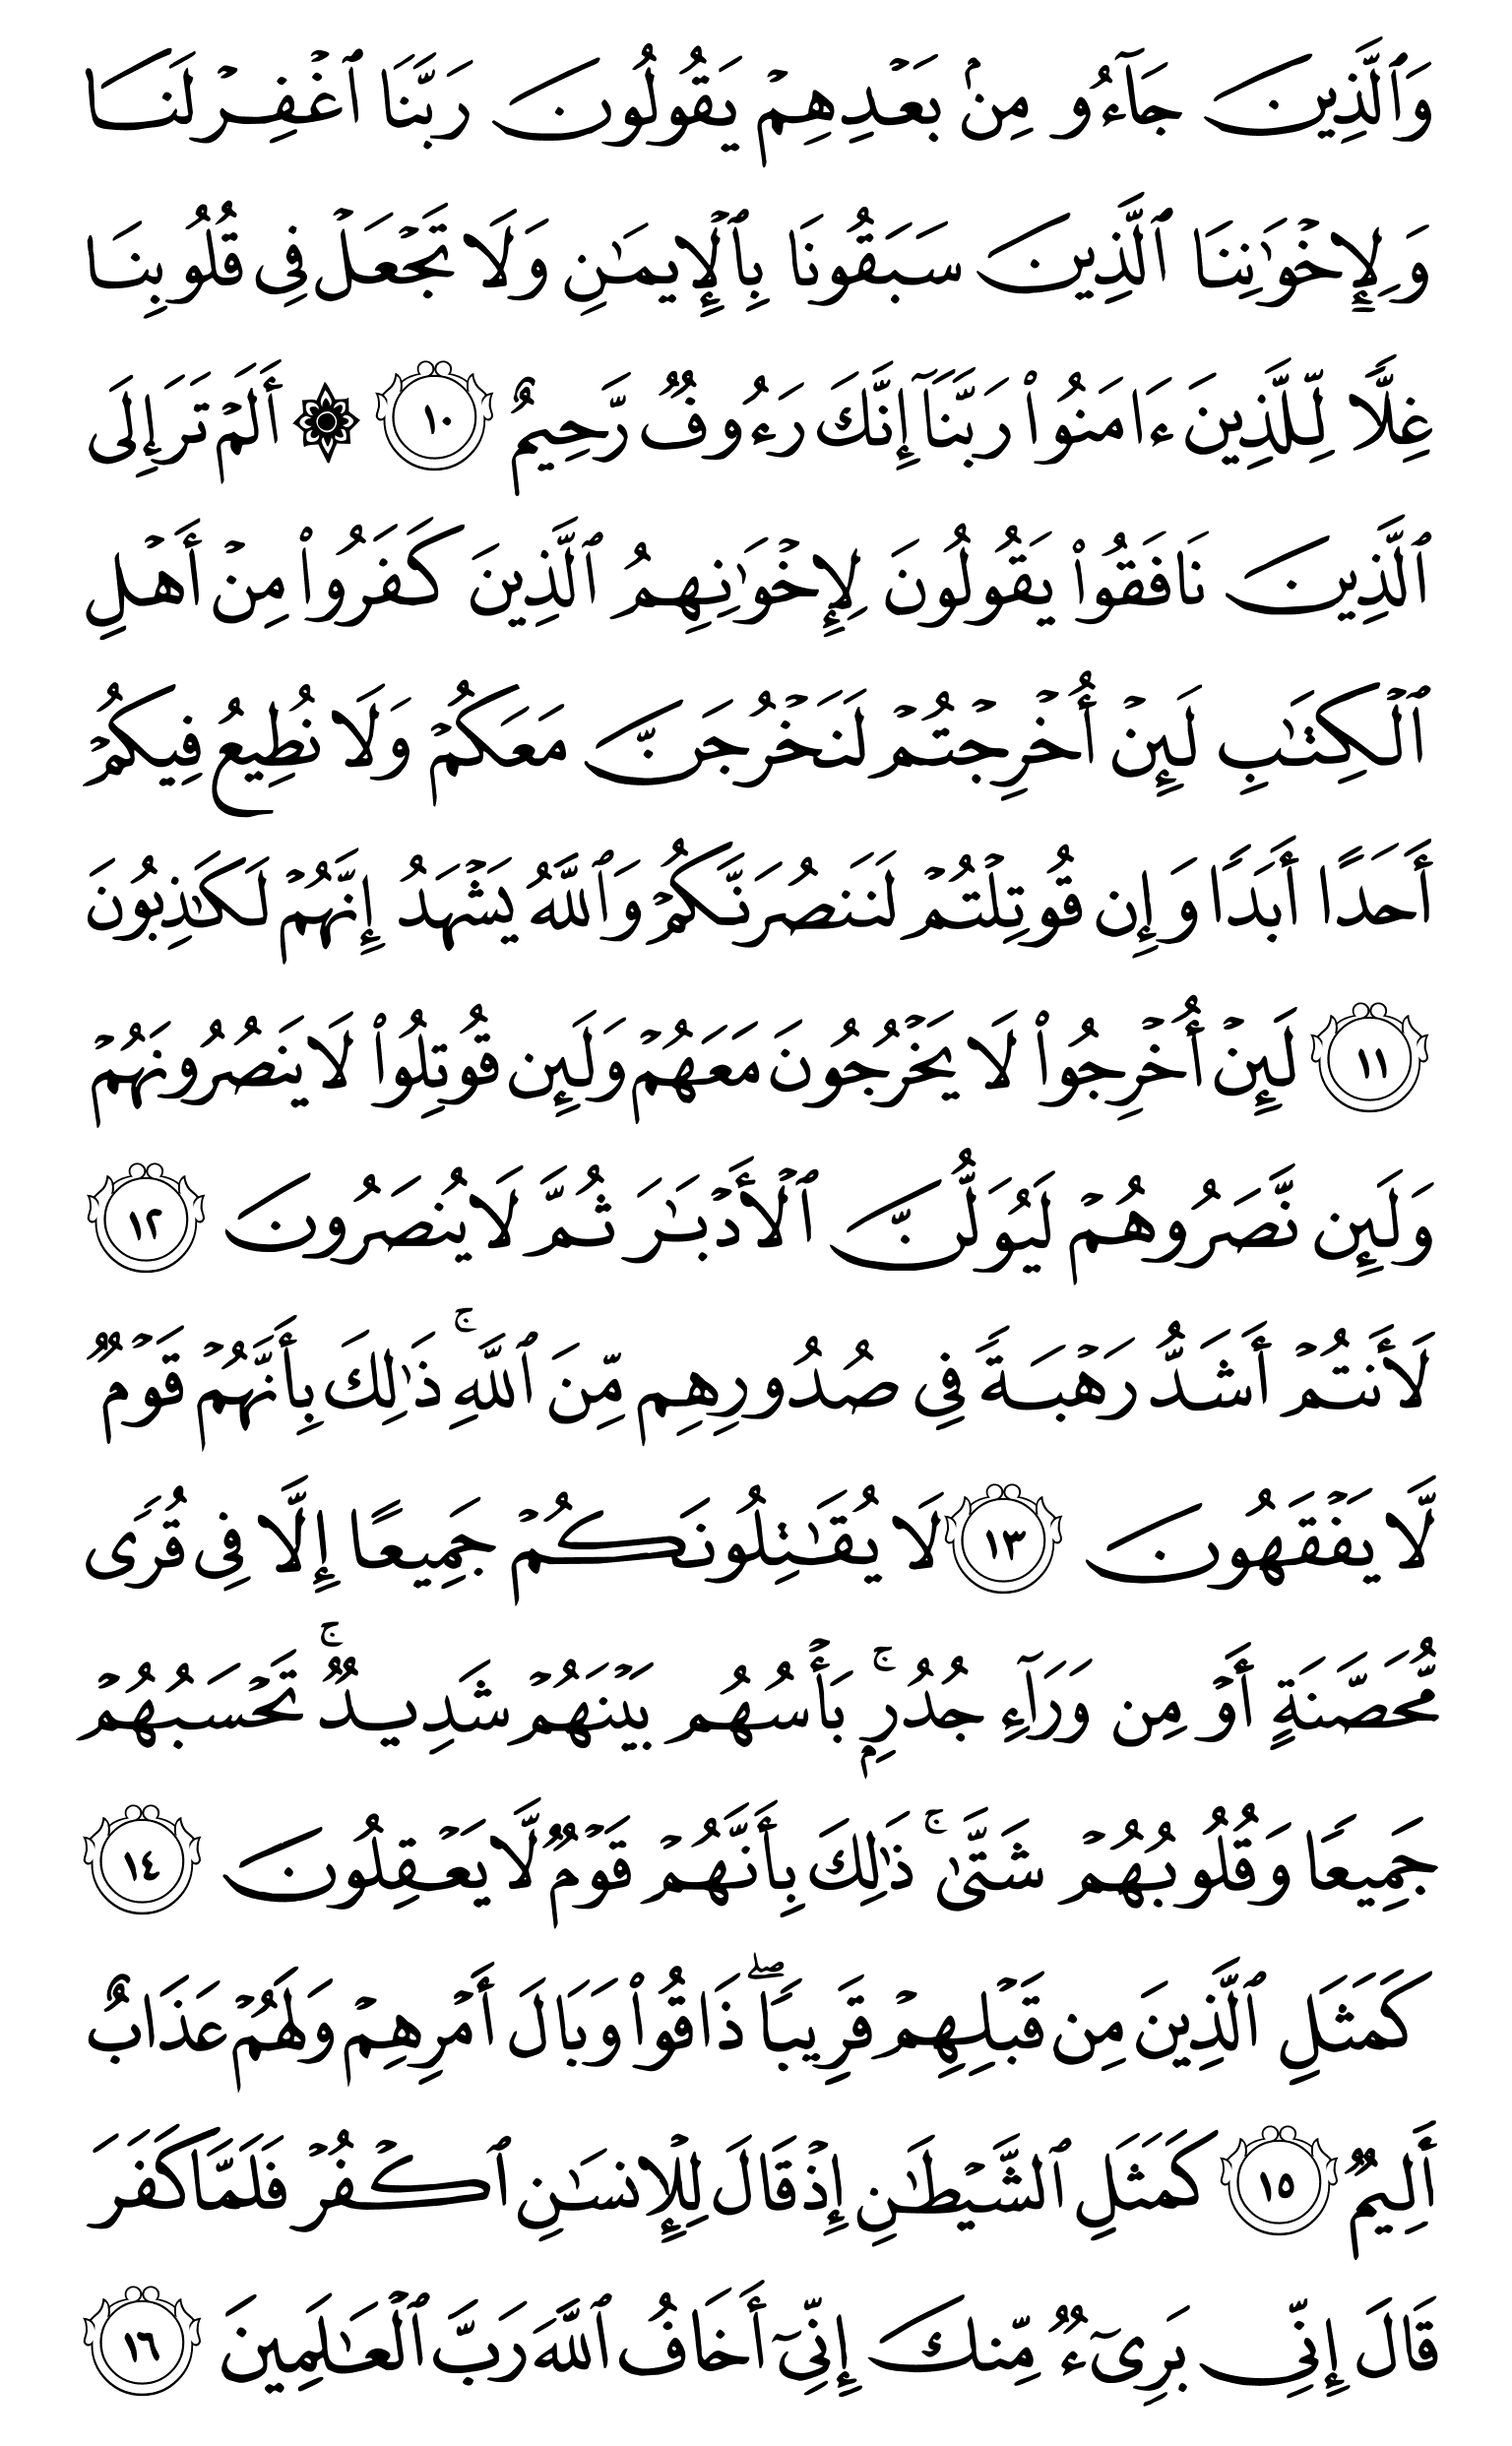 وَٱلَّذِينَ جَآءُو مِنۢ بَعۡدِهِمۡ يَقُولُونَ رَبَّنَا ٱغۡفِرۡ لَنَا
وَلِإِخۡوَٰنِنَا ٱلَّذِينَ سَبَقُونَا بِٱلۡإِيمَٰنِ وَلَا تَجۡعَلۡ فِي قُلُوبِنَا
غِلّٗا لِّلَّذِينَ ءَامَنُواْ رَبَّنَآ إِنَّكَ رَءُوفٞ رَّحِيمٌ ١٠ ۞ أَلَمۡ تَرَ إِلَى
ٱلَّذِينَ نَافَقُواْ يَقُولُونَ لِإِخۡوَٰنِهِمُ ٱلَّذِينَ كَفَرُواْ مِنۡ أَهۡلِ
ٱلۡكِتَٰبِ لَئِنۡ أُخۡرِجۡتُمۡ لَنَخۡرُجَنَّ مَعَكُمۡ وَلَا نُطِيعُ فِيكُمۡ
أَحَدًا أَبَدٗا وَإِن قُوتِلۡتُمۡ لَنَنصُرَنَّكُمۡ وَٱللَّهُ يَشۡهَدُ إِنَّهُمۡ لَكَٰذِبُونَ
١١ لَئِنۡ أُخۡرِجُواْ لَا يَخۡرُجُونَ مَعَهُمۡ وَلَئِن قُوتِلُواْ لَا يَنصُرُونَهُمۡ
وَلَئِن نَّصَرُوهُمۡ لَيُوَلُّنَّ ٱلۡأَدۡبَٰرَ ثُمَّ لَا يُنصَرُونَ ١٢
لَأَنتُمۡ أَشَدُّ رَهۡبَةٗ فِي صُدُورِهِم مِّنَ ٱللَّهِۚ ذَٰلِكَ بِأَنَّهُمۡ قَوۡمٞ
لَّا يَفۡقَهُونَ ١٣ لَا يُقَٰتِلُونَكُمۡ جَمِيعًا إِلَّا فِي قُرٗى
مُّحَصَّنَةٍ أَوۡ مِن وَرَآءِ جُدُرِۭۚ بَأۡسُهُم بَيۡنَهُمۡ شَدِيدٞۚ تَحۡسَبُهُمۡ
جَمِيعٗا وَقُلُوبُهُمۡ شَتَّىٰۚ ذَٰلِكَ بِأَنَّهُمۡ قَوۡمٞ لَّا يَعۡقِلُونَ ١٤
كَمَثَلِ ٱلَّذِينَ مِن قَبۡلِهِمۡ قَرِيبٗاۖ ذَاقُواْ وَبَالَ أَمۡرِهِمۡ وَلَهُمۡ عَذَابٌ
أَلِيمٞ ١٥ كَمَثَلِ ٱلشَّيۡطَٰنِ إِذۡ قَالَ لِلۡإِنسَٰنِ ٱكۡفُرۡ فَلَمَّا كَفَرَ
قَالَ إِنِّي بَرِيٓءٞ مِّنكَ إِنِّيٓ أَخَافُ ٱللَّهَ رَبَّ ٱلۡعَٰلَمِينَ ١٦